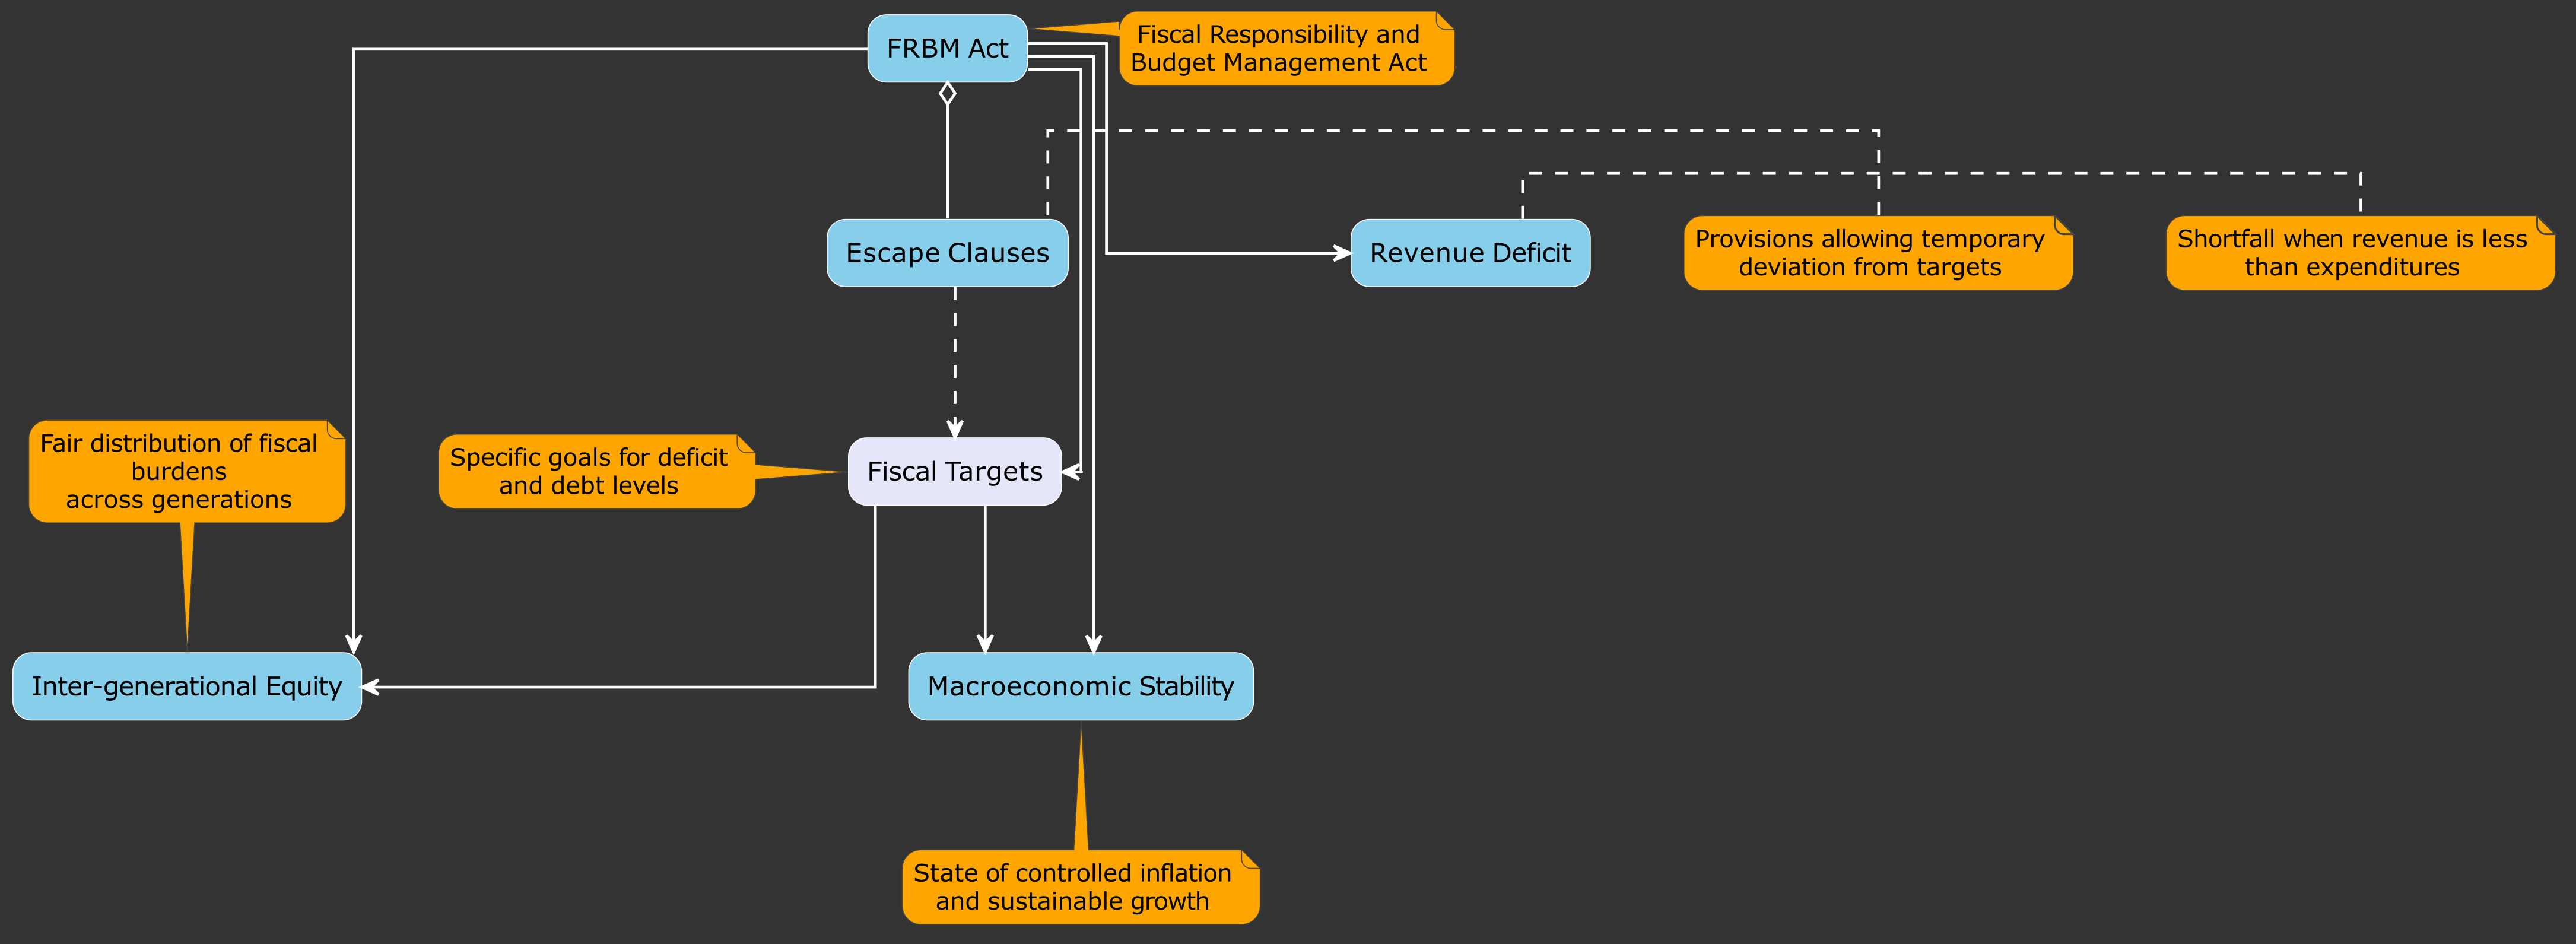 FRBM Act
Fiscal Responsibility and
Budget Management Act
Escape Clauses
Revenue Deficit
Provisions allowing temporary
deviation from targets
Shortfall when revenue is less
than expenditures
Fair distribution of fiscal
burdens
across generations
Specific goals for deficit
and debt levels
Fiscal Targets
Inter-generational Equity
Macroeconomic Stability
State of controlled inflation
and sustainable growth